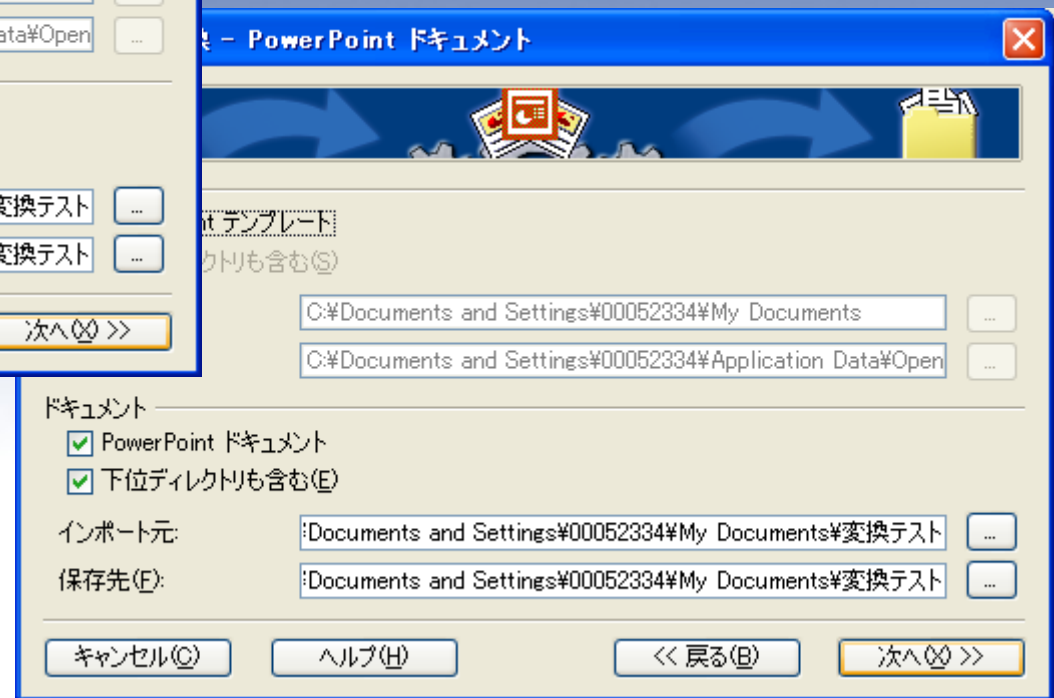 ata¥Open
...
変換テスト
...
変換テスト
...
次へ(X) >>
- PowerPoint ドキュメント
nt テンプレート
クトリも含む(S)
C:¥Documents and Settings¥00052334¥My Documents
...
C:¥Documents and Settings¥00052334¥Application Data¥Open
...
ドキュメント
PowerPoint ドキュメント
下位ディレクトリも含む(E)
インポート元:
:Documents and Settings¥00052334¥My Documents¥変換テスト
...
保存先(F):
:Documents and Settings¥00052334¥My Documents¥変換テスト
...
キャンセル(C)
ヘルプ(H)
<< 戻る(B)
次へ(X) >>